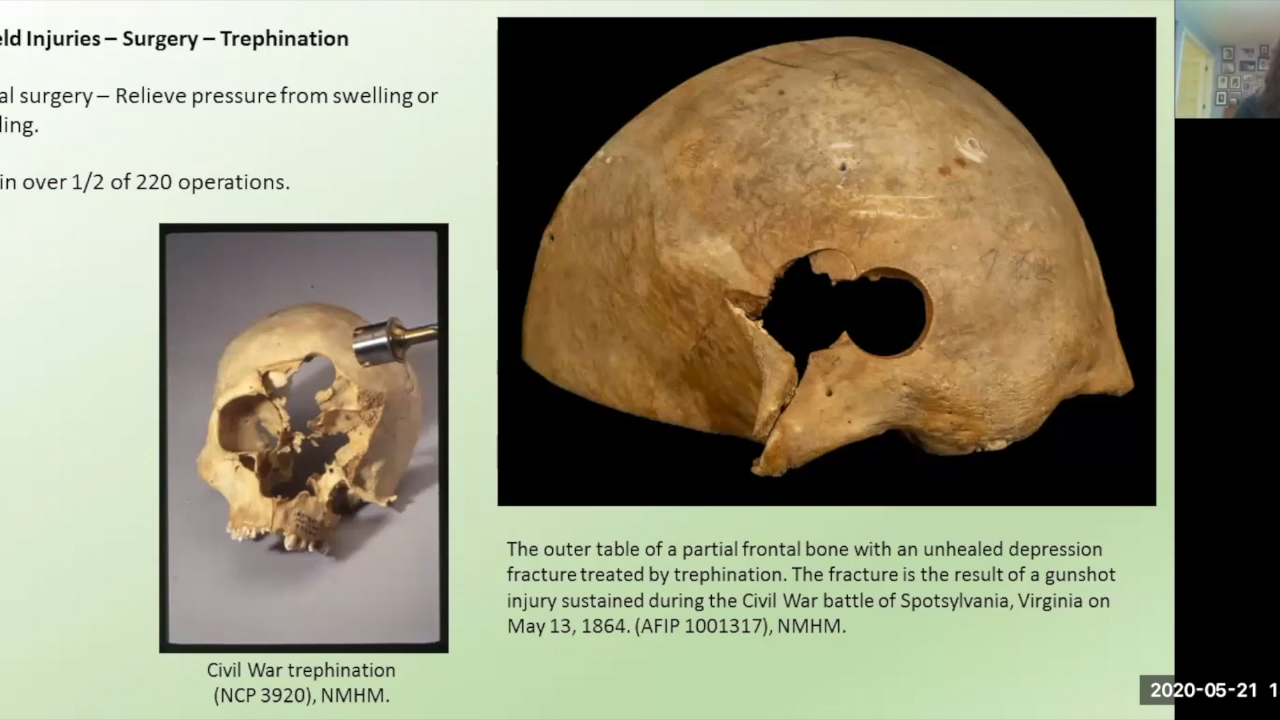 eld Injuries – Surgery – Trephination
al surgery – Relieve pressure from swelling or
ling.
in over 1/2 of 220 operations.
The outer table of a partial frontal bone with an unhealed depression
fracture treated by trephination. The fracture is the result of a gunshot
injury sustained during the Civil War battle of Spotsylvania, Virginia on
May 13, 1864. (AFIP 1001317), NMHM.
Civil War trephination
(NCP 3920), NMHM.
2020-05-21 1